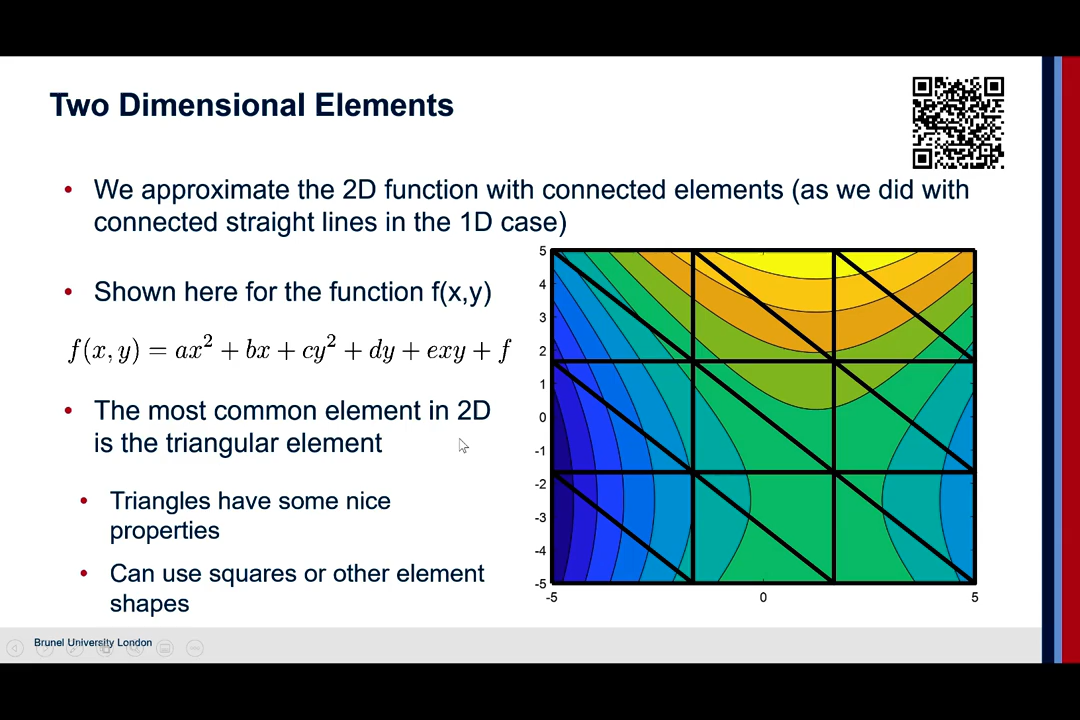 Two Dimensional Elements
• We approximate the 2D function with connected elements (as we did with
connected straight lines in the 1D case)
• Shown here for the function f(x,y)
f(x, y) = ax² + bx + cy² + dy + exy + f
• The most common element in 2D
is the triangular element
• Triangles have some nice
properties
• Can use squares or other element
shapes
5
4
3
2
1
0
-1
-2
-3
-4
-5
-5 0 5
Brunel University London